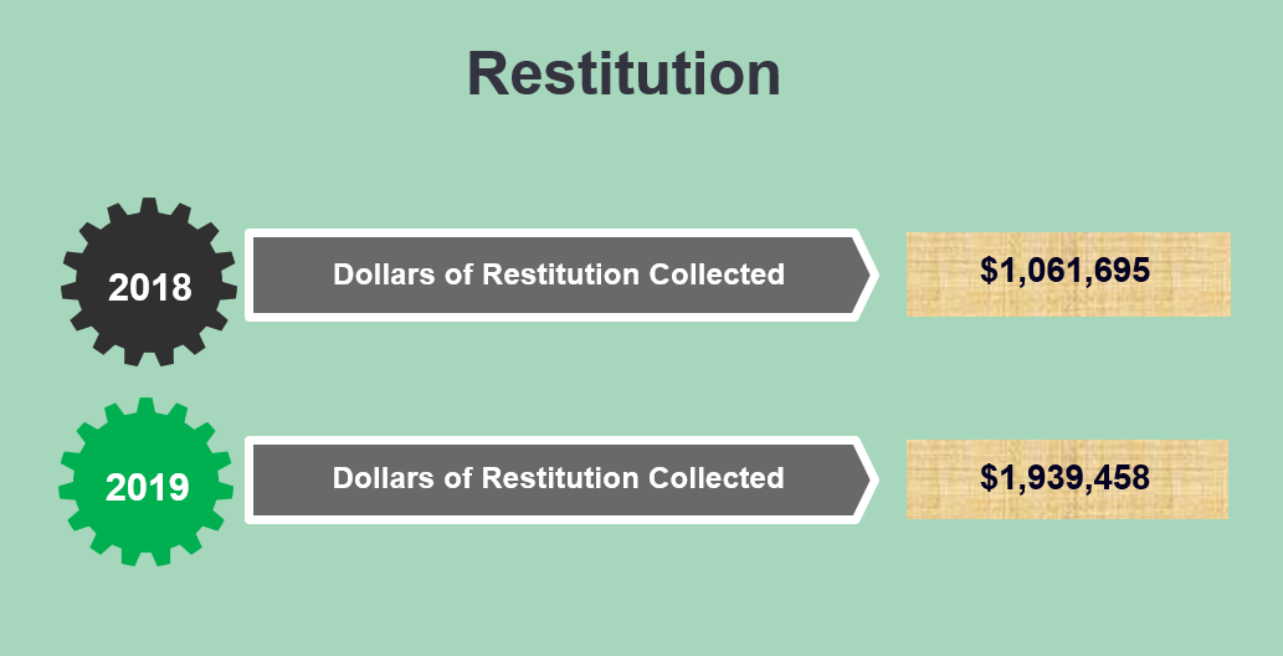 Restitution
2018
Dollars of Restitution Collected
$1,061,695
2019
Dollars of Restitution Collected
$1,939,458